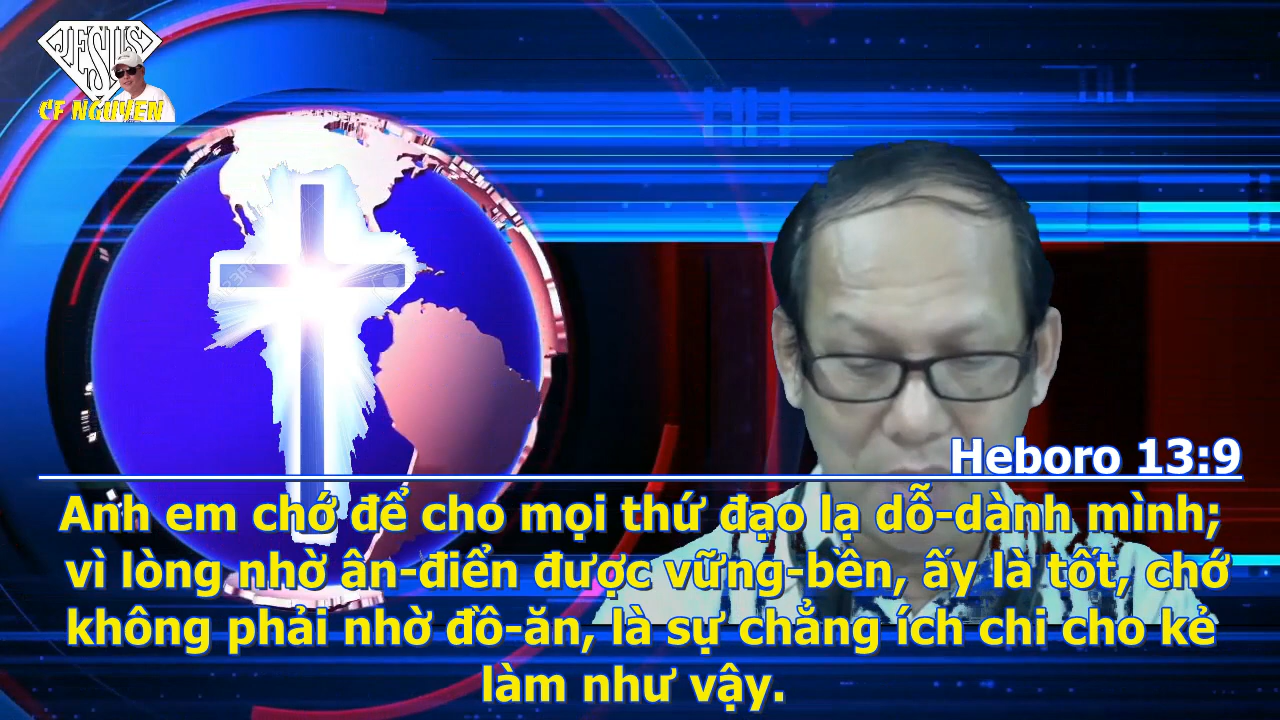 JESUS
CF NGUYEN
Heboro 13:9
Anh em chớ để cho mọi thứ đạo lạ dỗ-dành mình;
vì lòng nhờ ân-điển được vững-bền, ấy là tốt, chớ
không phải nhờ đô-ăn, là sự chẳng ích chi cho kẻ
làm như vậy.